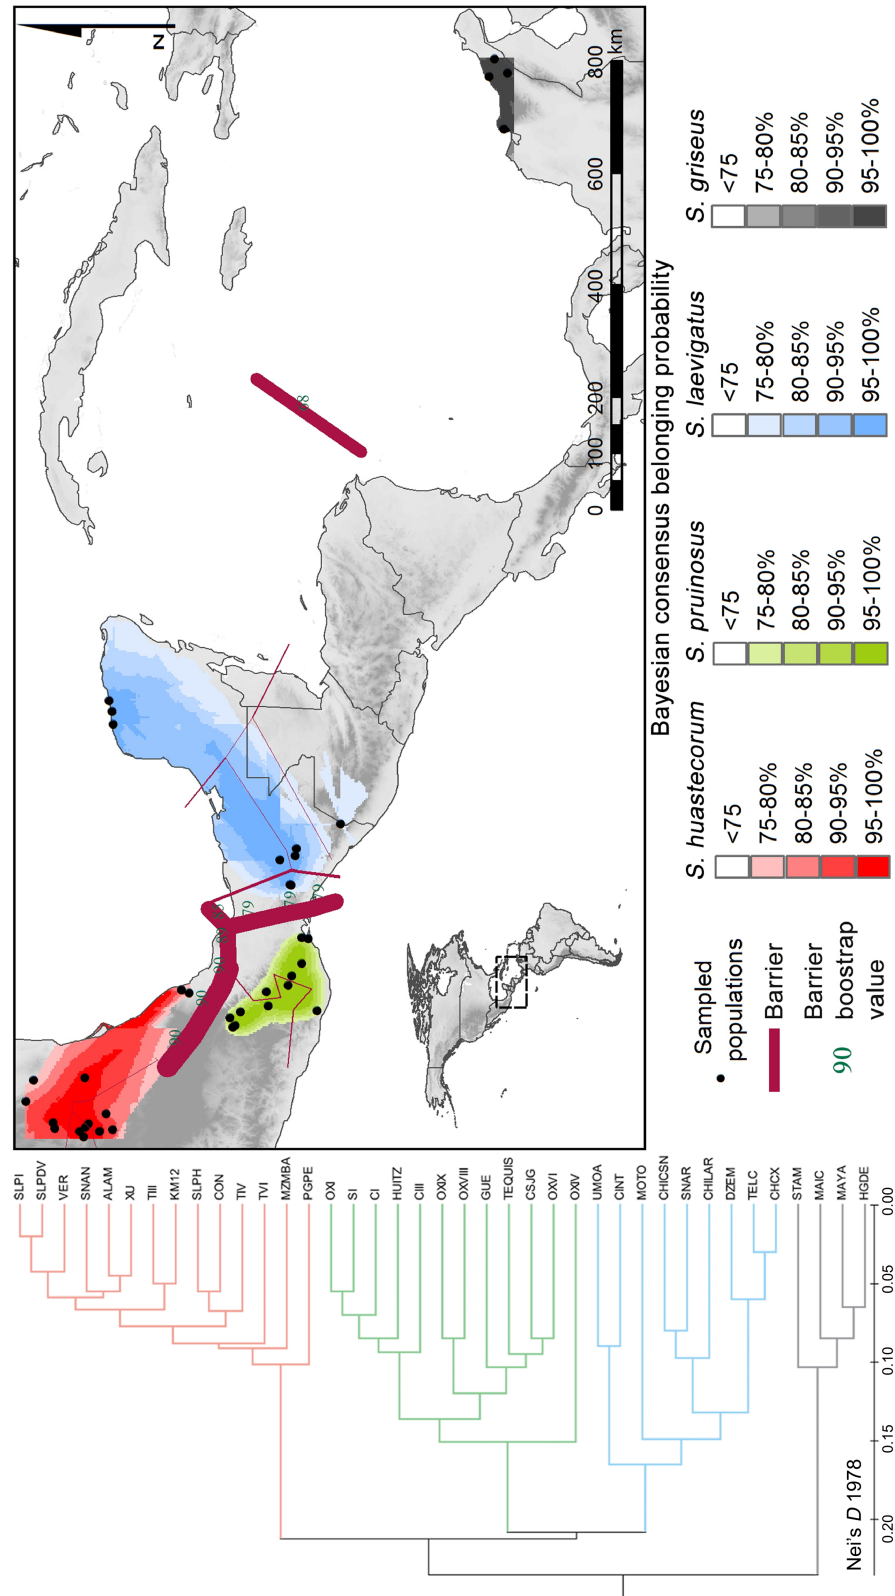 SLPI
SLPDV
VER
SNAN
ALAM
XU
TIII
KM12
SLPH
CON
TIV
TVI
MZMBA
PGPE
OXI
SI
CI
HUITZ
CIII
OXIX
OXVIII
GUE
TEQUIS
CSJG
OXVI
OXIV
UMOA
CINT
MOTO
CHICSN
SNAR
CHILAR
DZEM
TELC
CHCX
STAM
MAIC
MAYA
HGDE
Nei's D 1978
0.20
0.15
0.10
0.05
0.00
N
90
90
90
79
79
79
0 100 200 400 600 800
km
Bayesian consensus belonging probability
Sampled
populations
Barrier
90
Barrier
boostrap
value
S. huastecorum
<75
75-80%
80-85%
90-95%
95-100%
S. pruinosus
<75
75-80%
80-85%
90-95%
95-100%
S. laevigatus
<75
75-80%
80-85%
90-95%
95-100%
S. griseus
<75
75-80%
80-85%
90-95%
95-100%